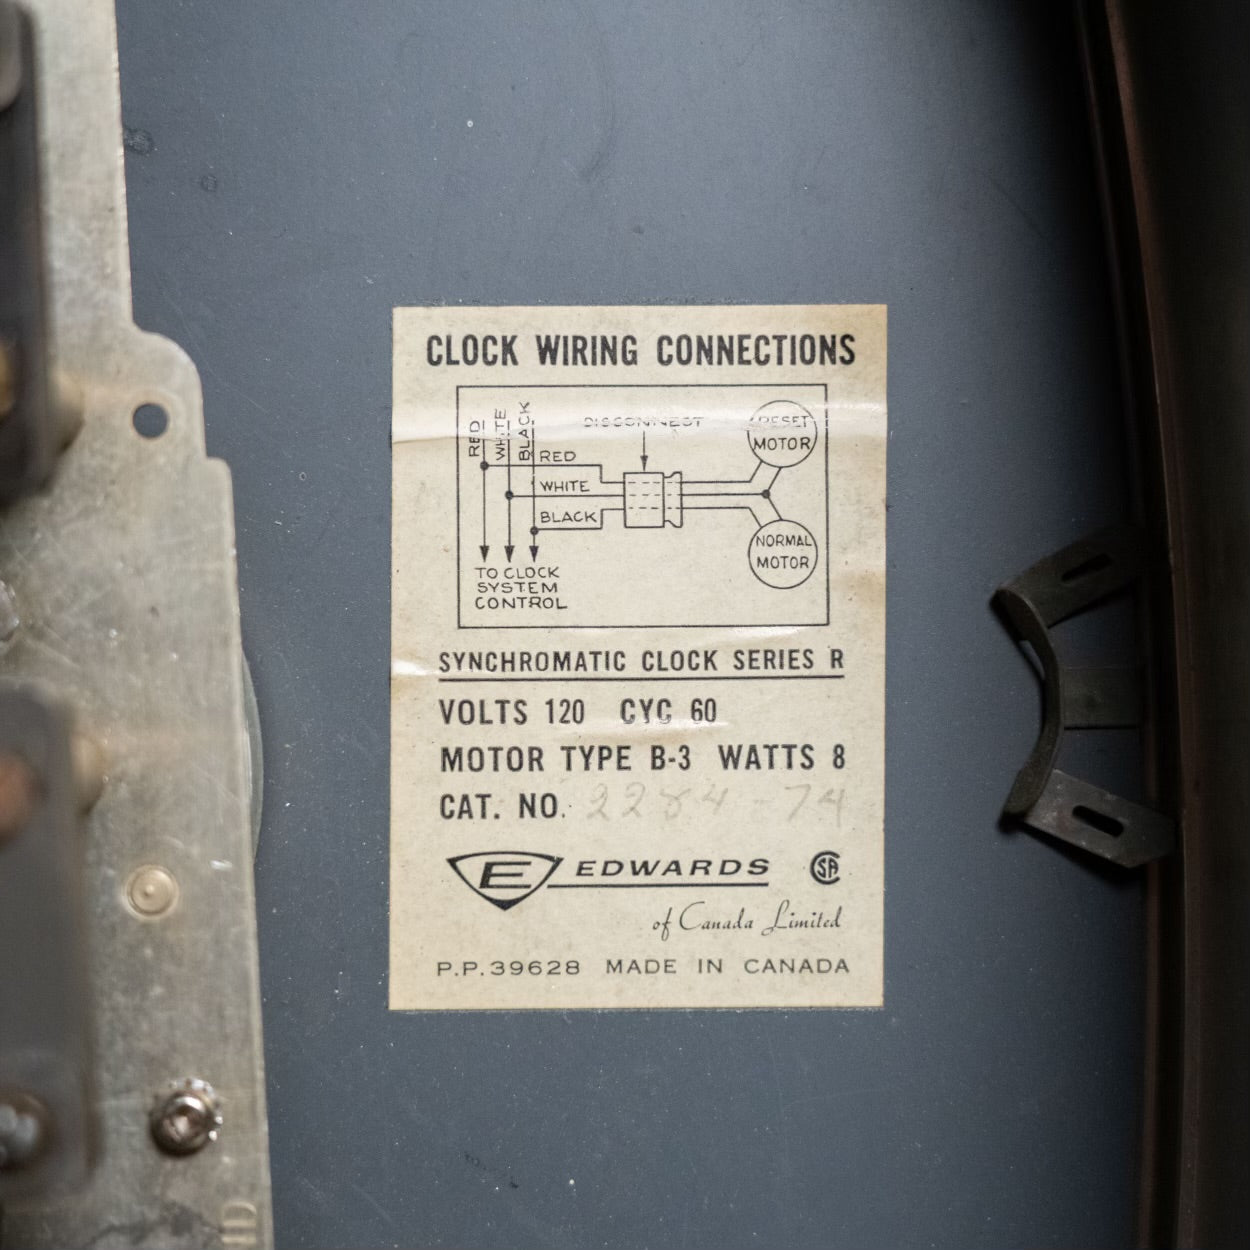 CLOCK WIRING CONNECTIONS
RED
WHITE
BLACK
DISCONNECT
RESET
MOTOR
RED
WHITE
BLACK
NORMAL
MOTOR
TO CLOCK
SYSTEM
CONTROL
SYNCHROMATIC CLOCK SERIES R
VOLTS 120 CYC 60
MOTOR TYPE B-3 WATTS 8
CAT. NO. 2284-74
E EDWARDS CSA
of Canada Limited
P.P.39628 MADE IN CANADA